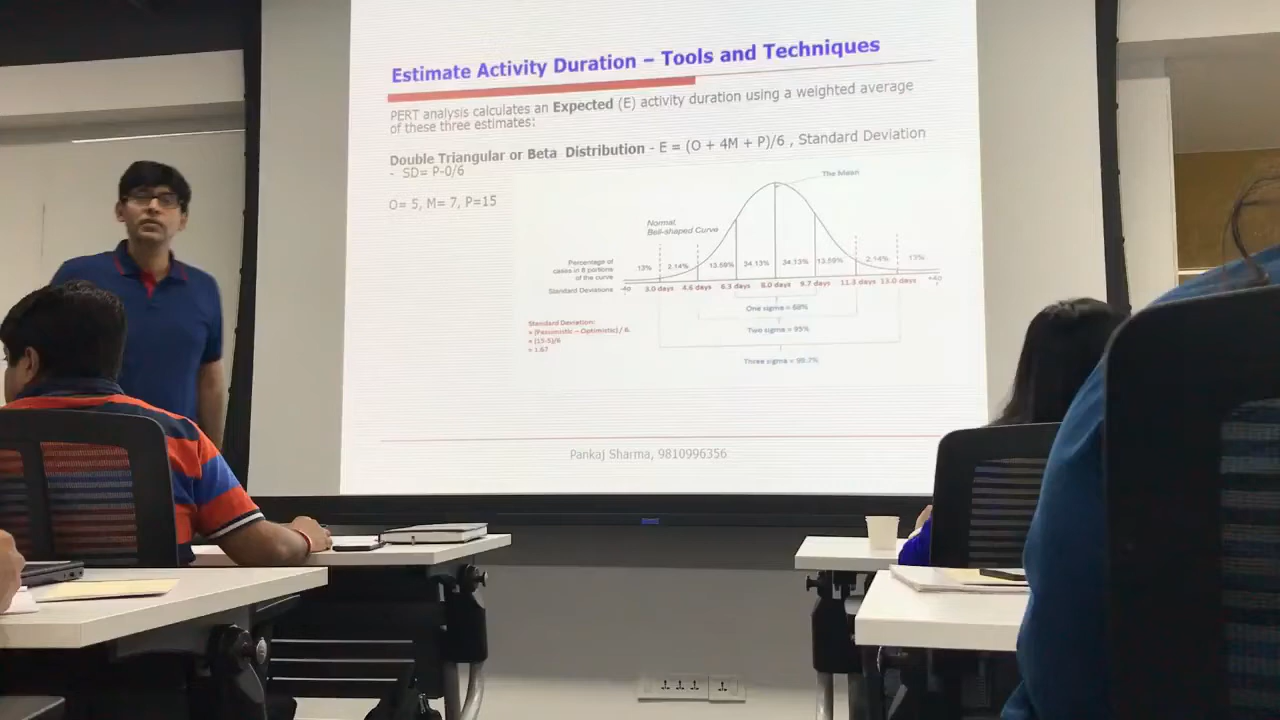 Estimate Activity Duration – Tools and Techniques
PERT analysis calculates an Expected (E) activity duration using a weighted average
of these three estimates:
Double Triangular or Beta Distribution - E = (O + 4M + P)/6 , Standard Deviation
- SD= P-0/6
O= 5, M= 7, P=15
The Mean
Normal,
Bell-shaped Curve
Percentage of
cases in 8 portions
of the curve
13% 2.14% 13.59% 34.13% 34.13% 13.59% 2.14% 13%
Standard Deviations
3.0 days 4.6 days 6.3 days 8.0 days 9.7 days 11.3 days 13.0 days
One sigma = 68%
Two sigma = 95%
Three sigma = 99.7%
Standard Deviation:
= (Pessimistic – Optimistic) / 6
= (15-5)/6
= 1.67
Pankaj Sharma, 9810996356